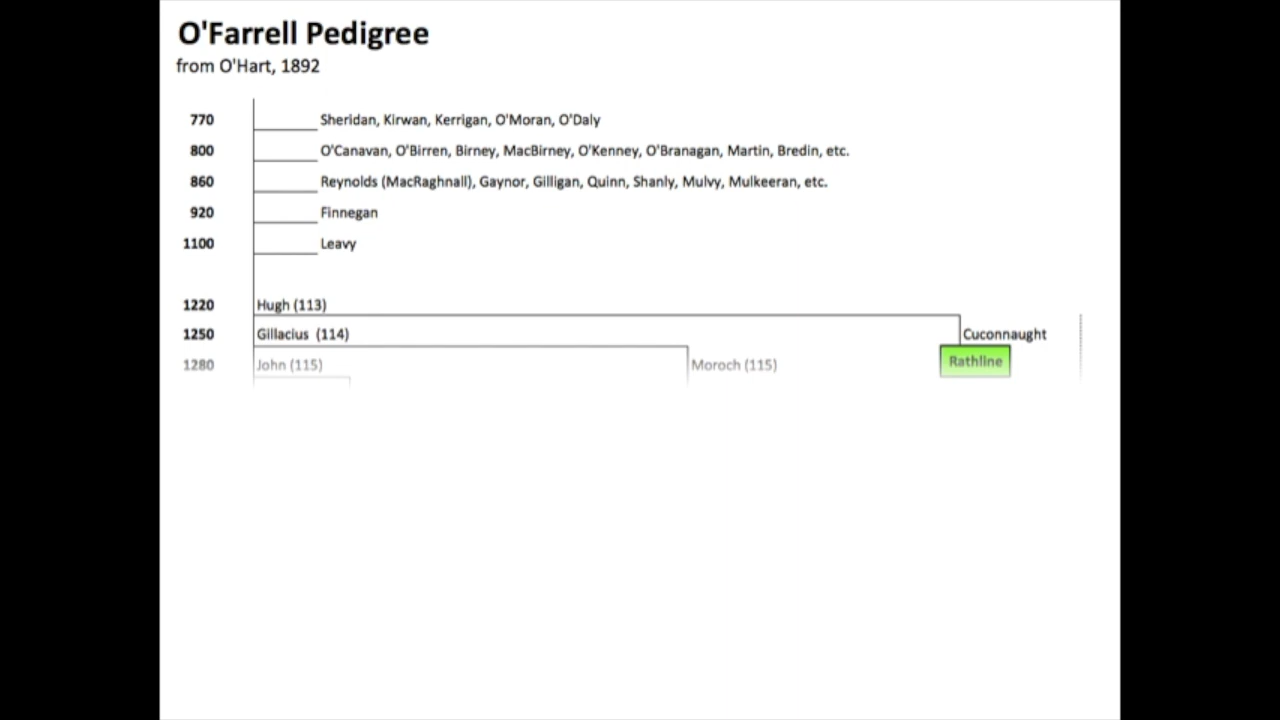 O'Farrell Pedigree
from O'Hart, 1892
770 Sheridan, Kirwan, Kerrigan, O'Moran, O'Daly
800 O'Canavan, O'Birren, Birney, MacBirney, O'Kenney, O'Branagan, Martin, Bredin, etc.
860 Reynolds (MacRaghnall), Gaynor, Gilligan, Quinn, Shanly, Mulvy, Mulkeeran, etc.
920 Finnegan
1100 Leavy
1220 Hugh (113)
1250 Gillacius (114) Cuconnaught
1280 John (115) Moroch (115) Rathline